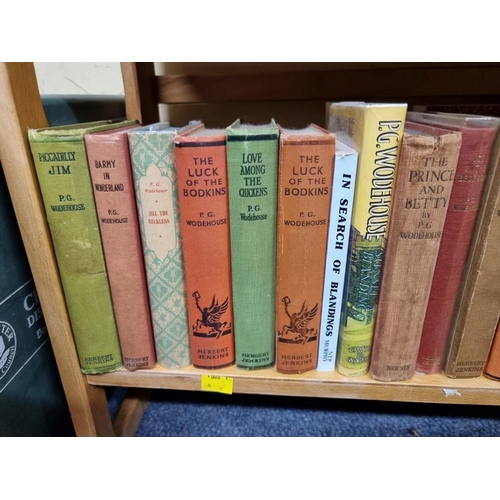 PICCADILLY
JIM
P.G.
WODEHOUSE
HERBERT
JENKINS
BARMY IN
WONDERLAND
P.G.
WODEHOUSE
HERBERT
JENKINS
P. G.
Wodehouse
JILL THE
RECKLESS
THE
LUCK
OF THE
BODKINS
P. G.
WODEHOUSE
HERBERT
JENKINS
LOVE
AMONG
THE
CHICKENS
P. G.
Wodehouse
HERBERT
JENKINS
THE
LUCK
OF THE
BODKINS
P. G.
WODEHOUSE
HERBERT
JENKINS
IN SEARCH OF BLANDINGS
P.G. WODEHOUSE
THE
PRINCE
AND
BETTY
BY
P. G.
WODEHOUSE
HERBERT
JENKINS